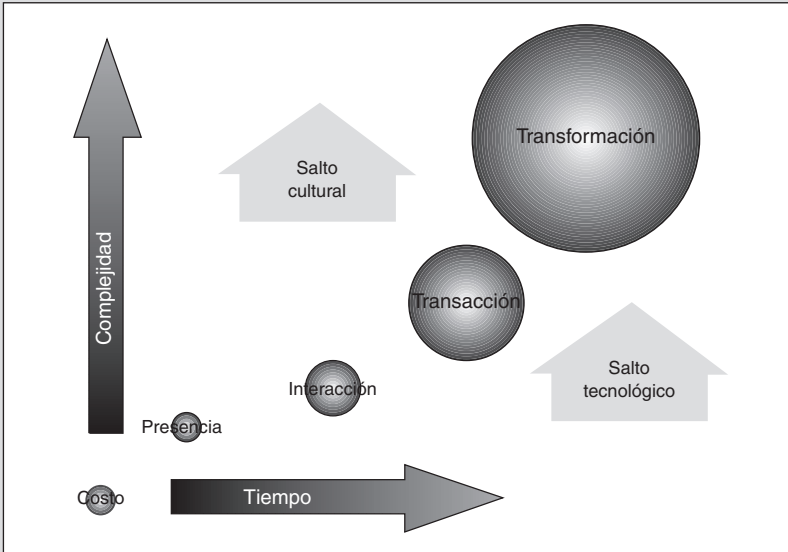 Transformación
Salto
cultural
Complejidad
Transacción
Salto
tecnológico
Interacción
Presencia
Costo
Tiempo